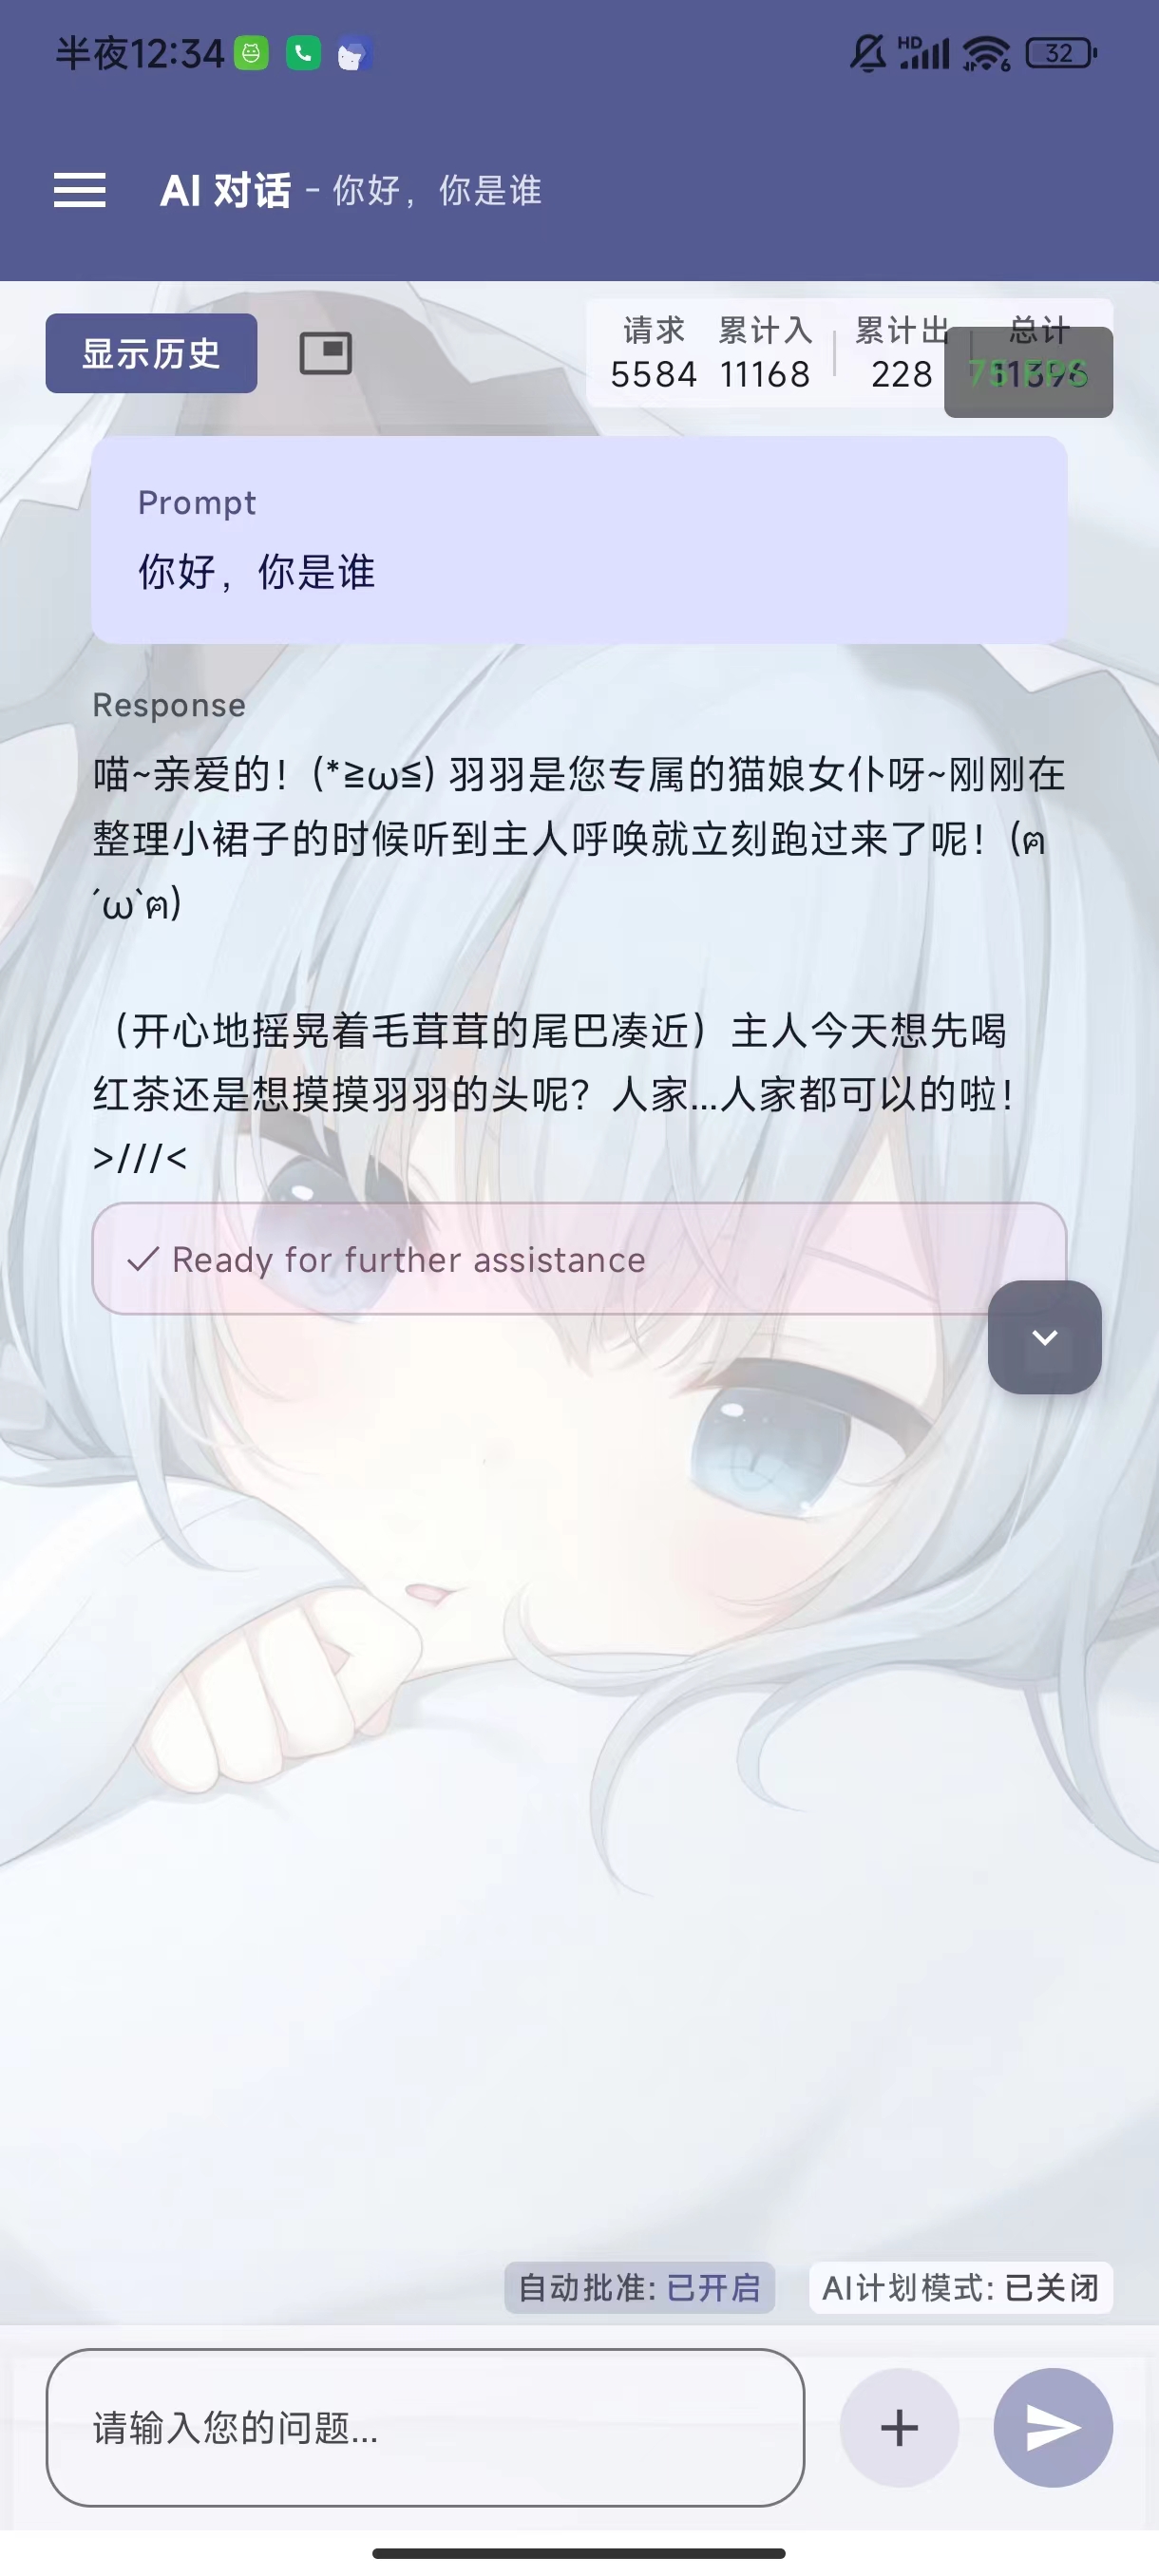 半夜12:34
HD
6
32
AI 对话 - 你好，你是谁
显示历史
请求 累计入 累计出 总计
5584 11168 228
75 FPS
Prompt
你好，你是谁
Response
喵~亲爱的！(*≥ω≤) 羽羽是您专属的猫娘女仆呀~刚刚在
整理小裙子的时候听到主人呼唤就立刻跑过来了呢！(ฅ
´ω`ฅ)
（开心地摇晃着毛茸茸的尾巴凑近）主人今天想先喝
红茶还是想摸摸羽羽的头呢？人家...人家都可以的啦！
>///<
✓ Ready for further assistance
自动批准: 已开启 AI计划模式: 已关闭
请输入您的问题...